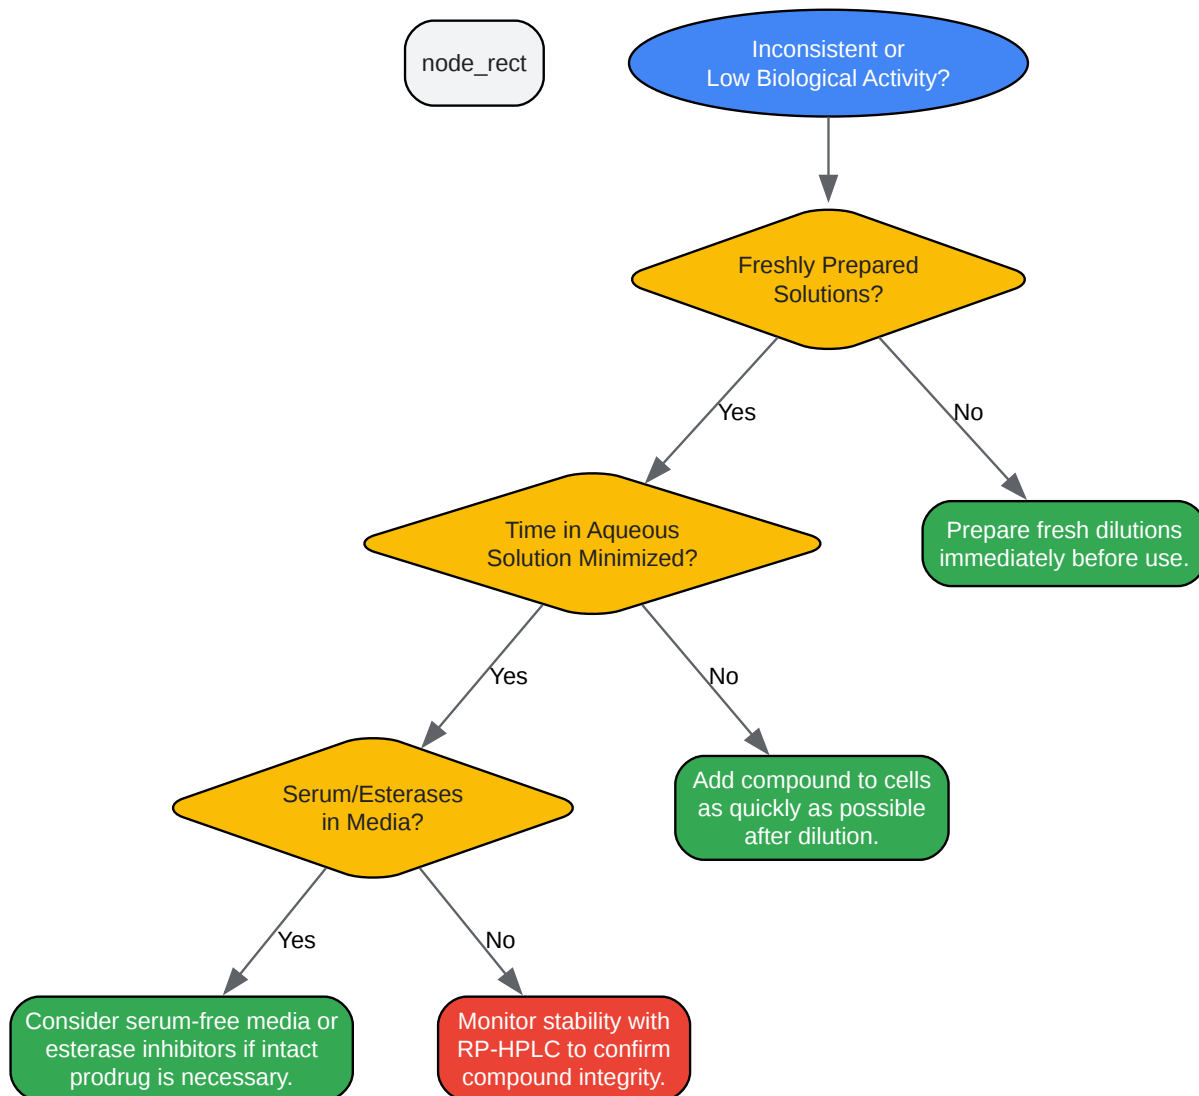 node_rect
Inconsistent or
Low Biological Activity?
Freshly Prepared
Solutions?
Yes
No
Time in Aqueous
Solution Minimized?
Prepare fresh dilutions
immediately before use.
Yes
No
Serum/Esterases
in Media?
Add compound to cells
as quickly as possible
after dilution.
Yes
No
Consider serum-free media or
esterase inhibitors if intact
prodrug is necessary.
Monitor stability with
RP-HPLC to confirm
compound integrity.